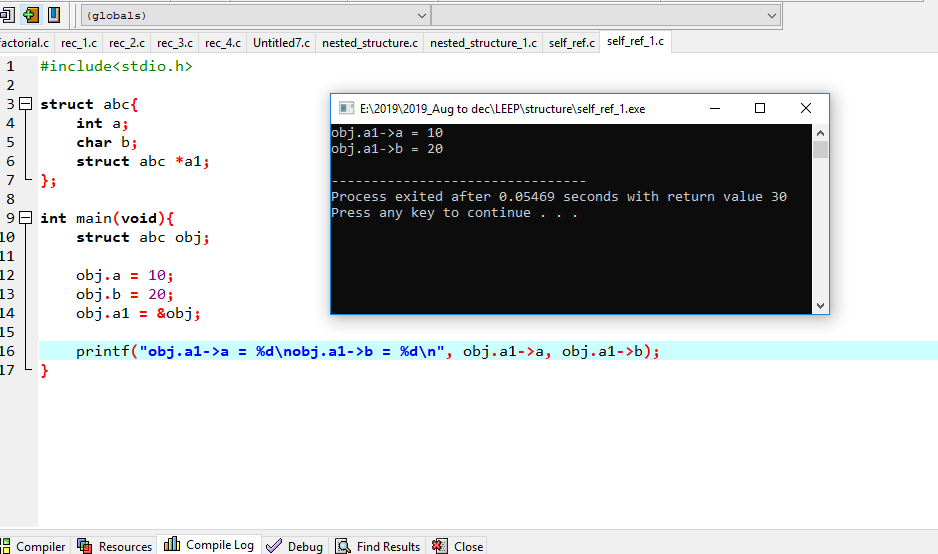 (globals)
factorial.c rec_1.c rec_2.c rec_3.c rec_4.c Untitled7.c nested_structure.c nested_structure_1.c self_ref.c self_ref_1.c
1 #include<stdio.h>
2
3 struct abc{
4 int a;
5 char b;
6 struct abc *a1;
7 };
8
9 int main(void){
10 struct abc obj;
11
12 obj.a = 10;
13 obj.b = 20;
14 obj.a1 = &obj;
15
16 printf("obj.a1->a = %d\nobj.a1->b = %d\n", obj.a1->a, obj.a1->b);
17 }
E:\2019\2019_Aug to dec\LEEP\structure\self_ref_1.exe
obj.a1->a = 10
obj.a1->b = 20
--------------------------------
Process exited after 0.05469 seconds with return value 30
Press any key to continue . . .
Compiler Resources Compile Log Debug Find Results Close